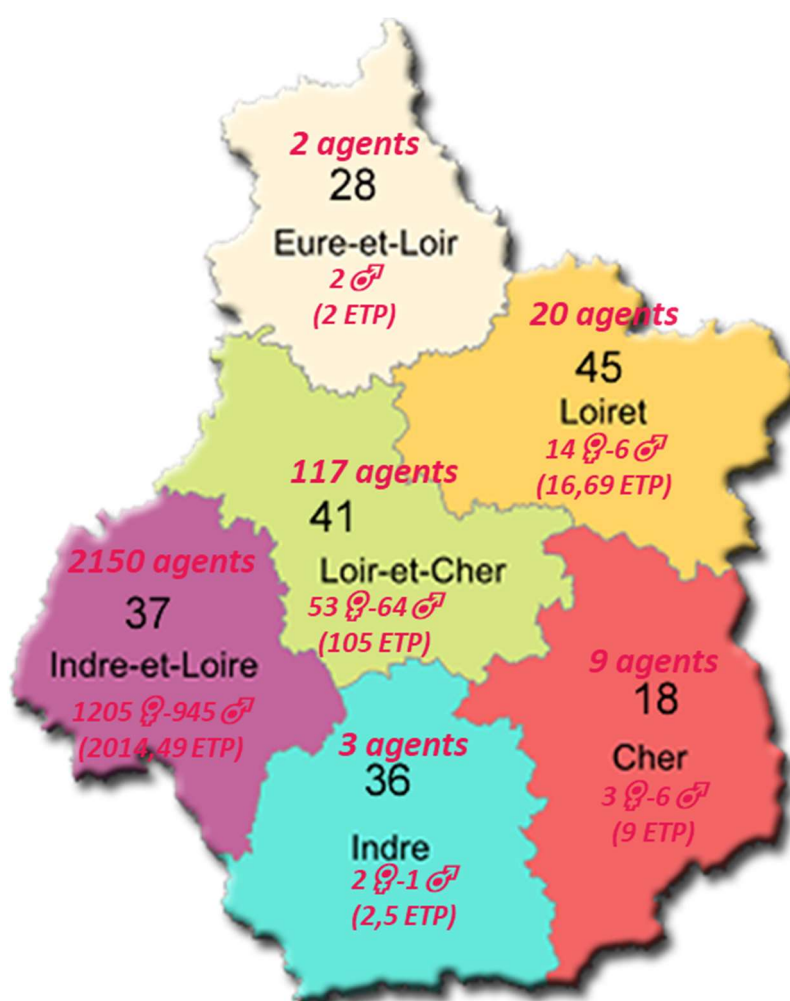 2 agents
28
Eure-et-Loir
2 ♂
(2 ETP)
20 agents
45
Loiret
14 ♀-6 ♂
(16,69 ETP)
117 agents
41
Loir-et-Cher
53 ♀-64 ♂
(105 ETP)
2150 agents
37
Indre-et-Loire
1205 ♀-945 ♂
(2014,49 ETP)
9 agents
18
Cher
3 ♀-6 ♂
(9 ETP)
3 agents
36
Indre
2 ♀-1 ♂
(2,5 ETP)